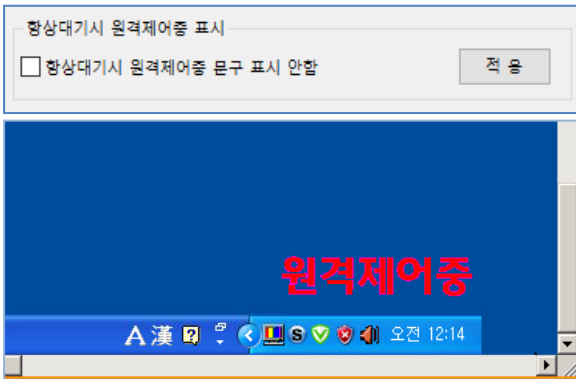 항상대기시 원격제어중 표시
항상대기시 원격제어중 문구 표시 안함
적 용
원격제어중
A 漢 ? S 오전 12:14